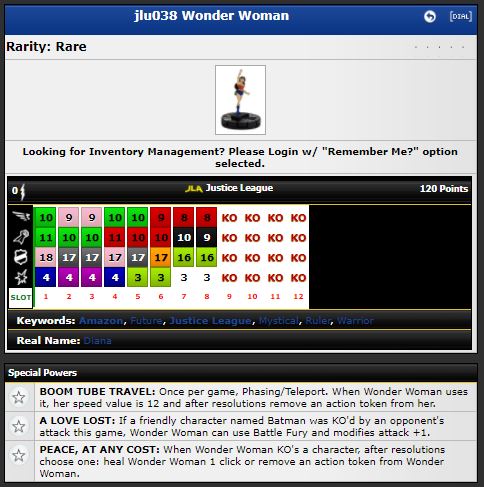 jlu038 Wonder Woman
[DIAL]
Rarity: Rare
Looking for Inventory Management? Please Login w/ "Remember Me?" option
selected.
0 JLA Justice League 120 Points
10 9 9 10 10 9 8 8 KO KO KO KO
11 10 10 11 10 10 10 9 KO KO KO KO
18 17 17 17 17 17 16 16 KO KO KO KO
4 4 4 4 3 3 3 3 KO KO KO KO
SLOT 1 2 3 4 5 6 7 8 9 10 11 12
Keywords: Amazon, Future, Justice League, Mystical, Ruler, Warrior
Real Name: Diana
Special Powers
BOOM TUBE TRAVEL: Once per game, Phasing/Teleport. When Wonder Woman uses
it, her speed value is 12 and after resolutions remove an action token from her.
A LOVE LOST: If a friendly character named Batman was KO'd by an opponent's
attack this game, Wonder Woman can use Battle Fury and modifies attack +1.
PEACE, AT ANY COST: When Wonder Woman KO's a character, after resolutions
choose one: heal Wonder Woman 1 click or remove an action token from Wonder
Woman.